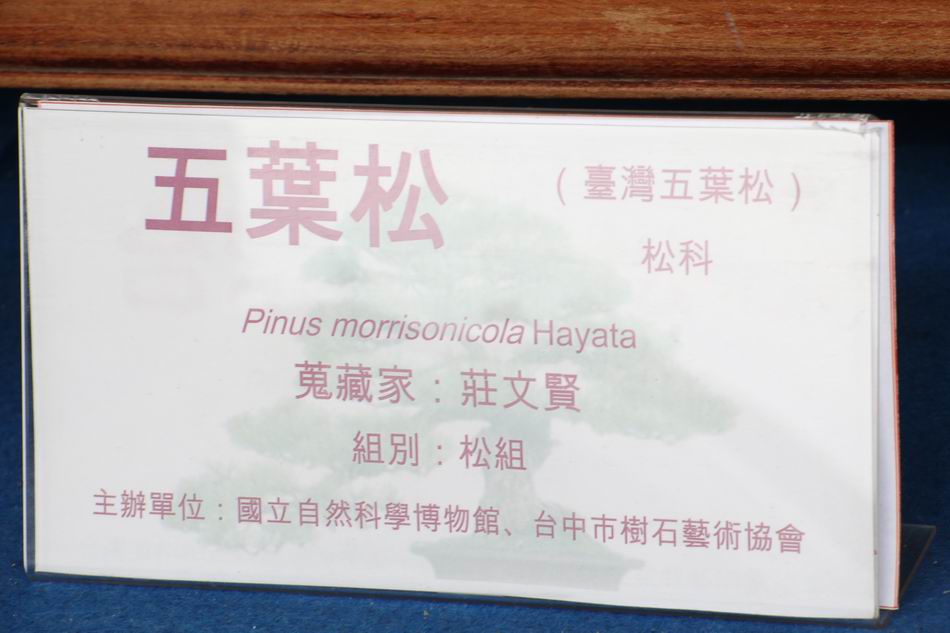 五葉松
（臺灣五葉松）
松科
Pinus morrisonicola Hayata
蒐藏家：莊文賢
組別：松組
主辦單位：國立自然科學博物館、台中市樹石藝術協會